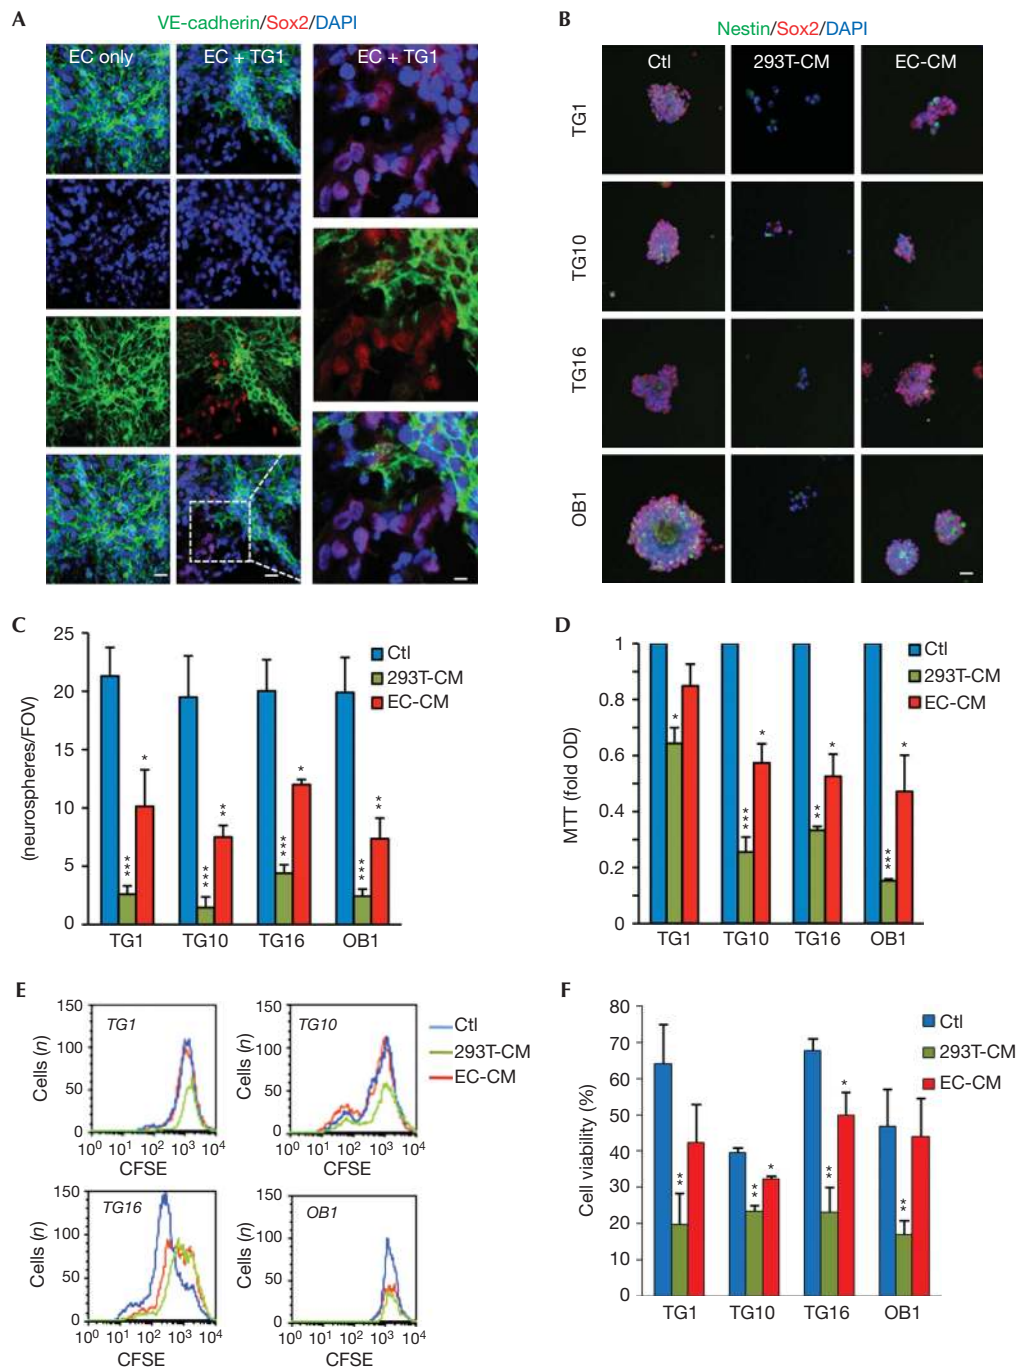 A
VE-cadherin/Sox2/DAPI
EC only
EC + TG1
EC + TG1
B
Nestin/Sox2/DAPI
Ctl
293T-CM
EC-CM
TG1
TG10
TG16
OB1
C
(neurospheres/FOV)
25
20
15
10
5
0
***
*
***
**
***
*
***
**
TG1
TG10
TG16
OB1
Ctl
293T-CM
EC-CM
D
MTT (fold OD)
1
0.8
0.6
0.4
0.2
0
*
***
*
**
*
***
*
TG1
TG10
TG16
OB1
Ctl
293T-CM
EC-CM
E
Cells (n)
150
100
50
0
TG1
10⁰ 10¹ 10² 10³ 10⁴
CFSE
Cells (n)
150
100
50
0
TG10
10⁰ 10¹ 10² 10³ 10⁴
CFSE
Ctl
293T-CM
EC-CM
Cells (n)
150
100
50
0
TG16
10⁰ 10¹ 10² 10³ 10⁴
CFSE
Cells (n)
150
100
50
0
OB1
10⁰ 10¹ 10² 10³ 10⁴
CFSE
F
Cell viability (%)
80
70
60
50
40
30
20
10
0
**
**
*
**
*
**
TG1
TG10
TG16
OB1
Ctl
293T-CM
EC-CM